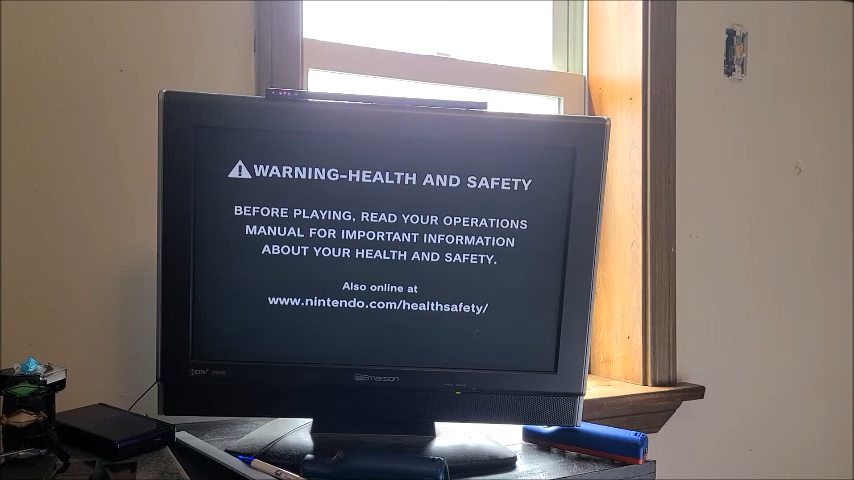 WARNING-HEALTH AND SAFETY
BEFORE PLAYING, READ YOUR OPERATIONS
MANUAL FOR IMPORTANT INFORMATION
ABOUT YOUR HEALTH AND SAFETY.
Also online at
www.nintendo.com/healthsafety/
Emerson